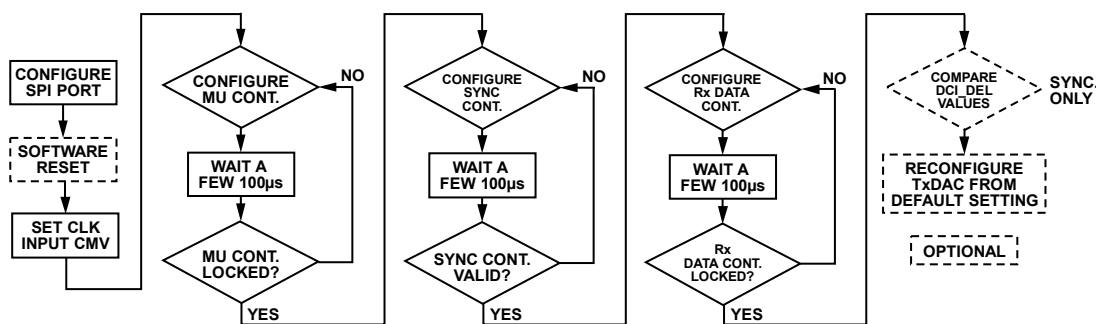 CONFIGURE
SPI PORT
SOFTWARE
RESET
SET CLK
INPUT CMV
CONFIGURE
MU CONT.
NO
WAIT A
FEW 100µs
MU CONT.
LOCKED?
YES
CONFIGURE
SYNC
CONT.
NO
WAIT A
FEW 100µs
SYNC CONT.
VALID?
YES
CONFIGURE
Rx DATA
CONT.
NO
WAIT A
FEW 100µs
Rx
DATA CONT.
LOCKED?
YES
COMPARE
DCI_DEL
VALUES
SYNC.
ONLY
RECONFIGURE
TxDAC FROM
DEFAULT SETTING
OPTIONAL